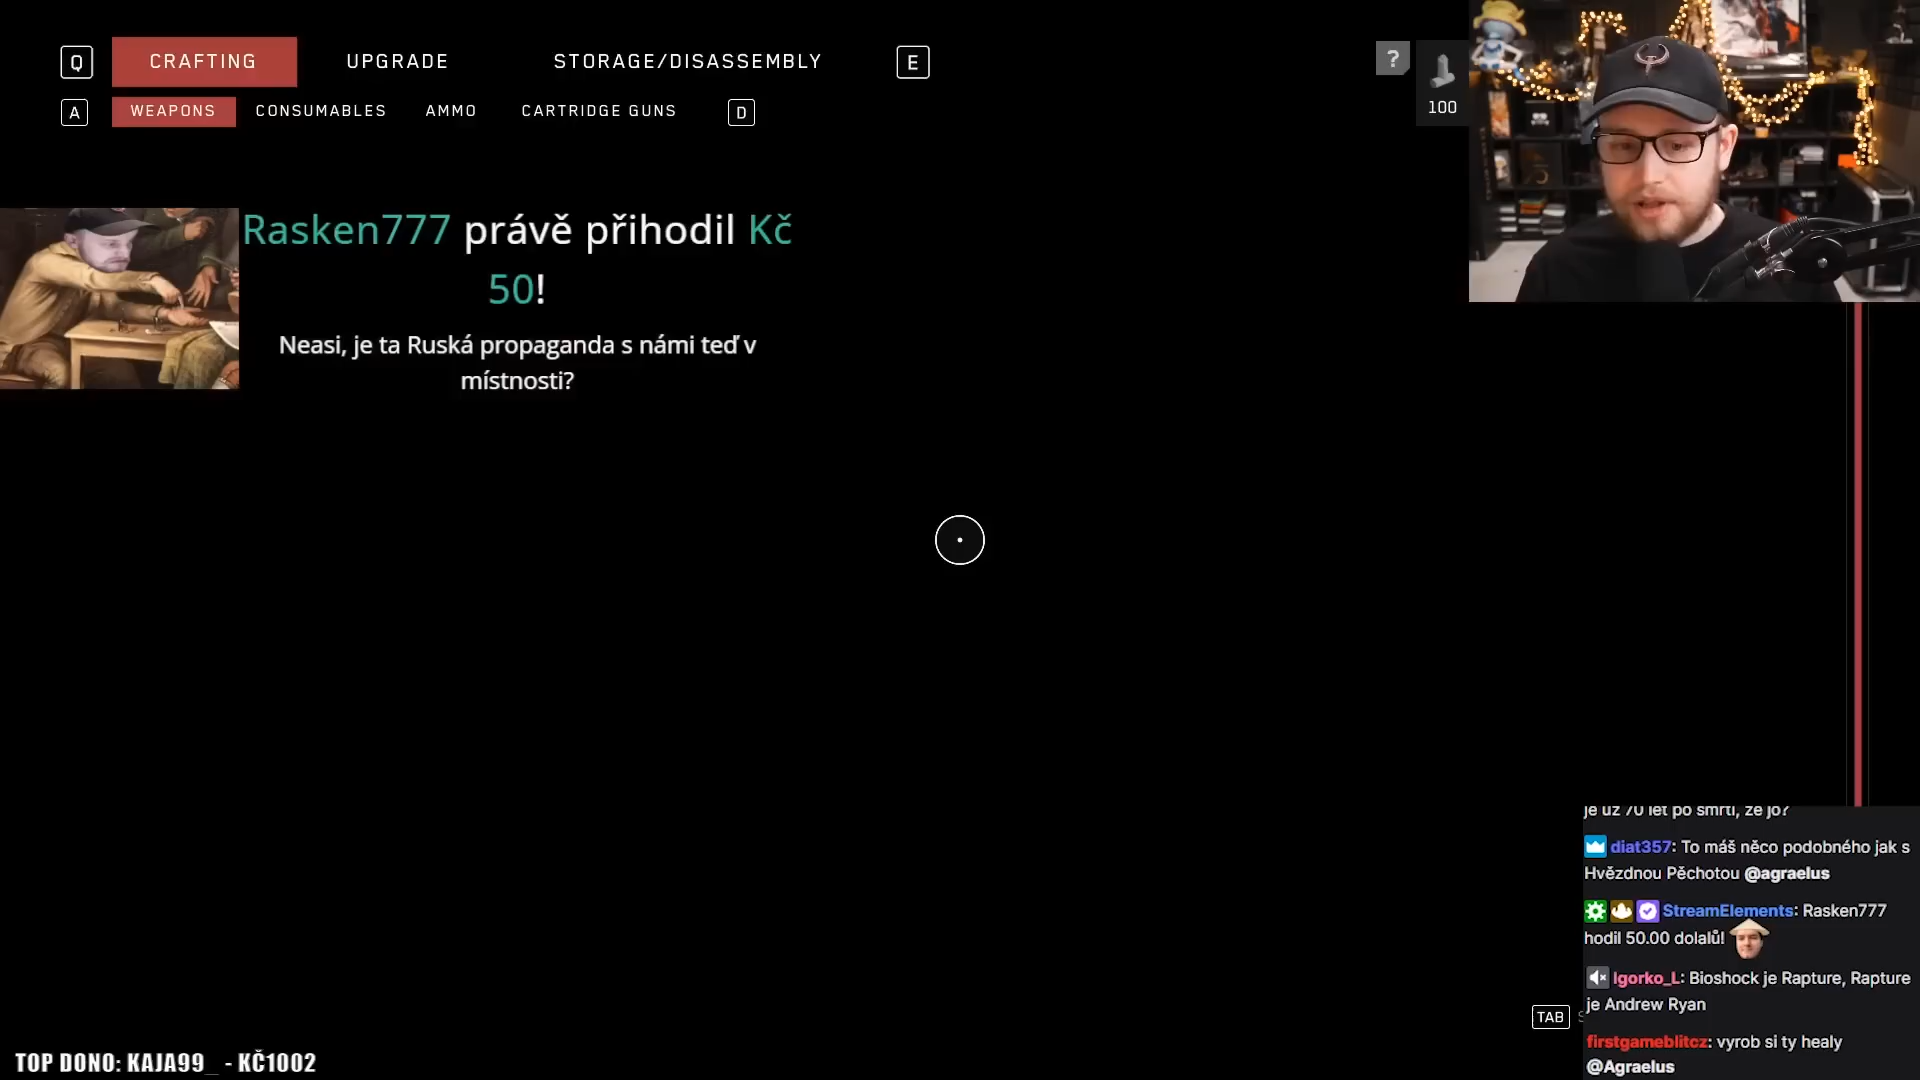 Q CRAFTING UPGRADE STORAGE/DISASSEMBLY E
?
100
A WEAPONS CONSUMABLES AMMO CARTRIDGE GUNS D
Rasken777 právě přihodil Kč
50!
Neasi, je ta Ruská propaganda s námi teď v
místnosti?
je už 70 let po smrti, že jo?
diat357: To máš něco podobného jak s
Hvězdnou Pěchotou @agraelus
StreamElements: Rasken777
hodil 50.00 dolalů!
Igorko_L: Bioshock je Rapture, Rapture
je Andrew Ryan
TAB
firstgameblitcz: vyrob si ty healy
@Agraelus
TOP DONO: KAJA99_ - KČ1002